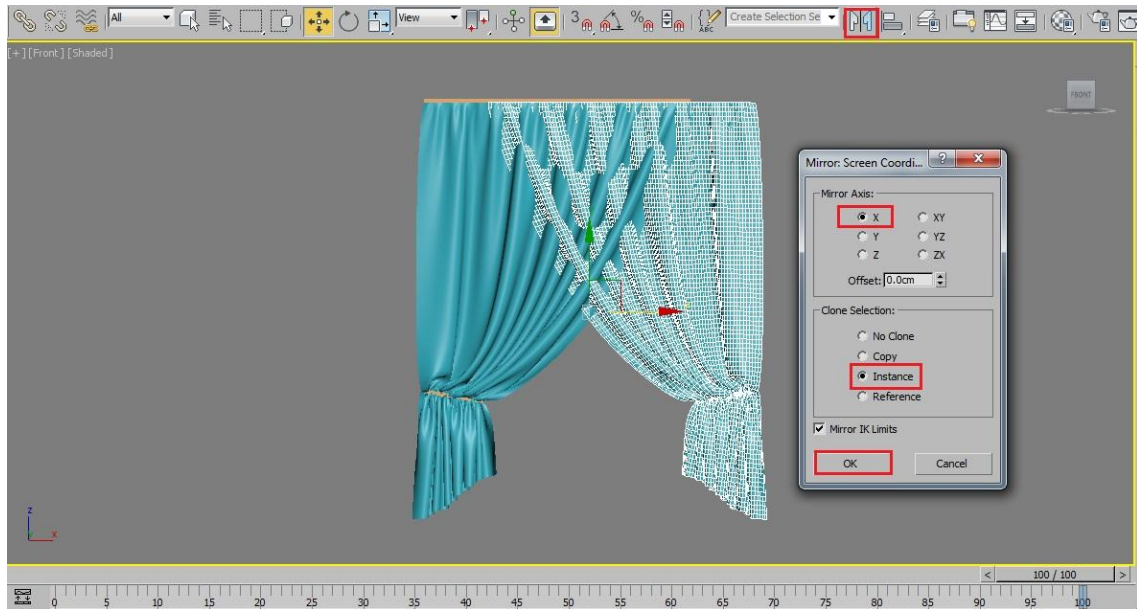 All
View
3
%
ABC
Create Selection Se
[+] [Front] [Shaded]
FRONT
Mirror: Screen Coordi...
?
X
Mirror Axis:
X XY
Y YZ
Z ZX
Offset: 0.0cm
Clone Selection:
No Clone
Copy
Instance
Reference
Mirror IK Limits
OK Cancel
z
x
< 100 / 100 >
0 5 10 15 20 25 30 35 40 45 50 55 60 65 70 75 80 85 90 95 100